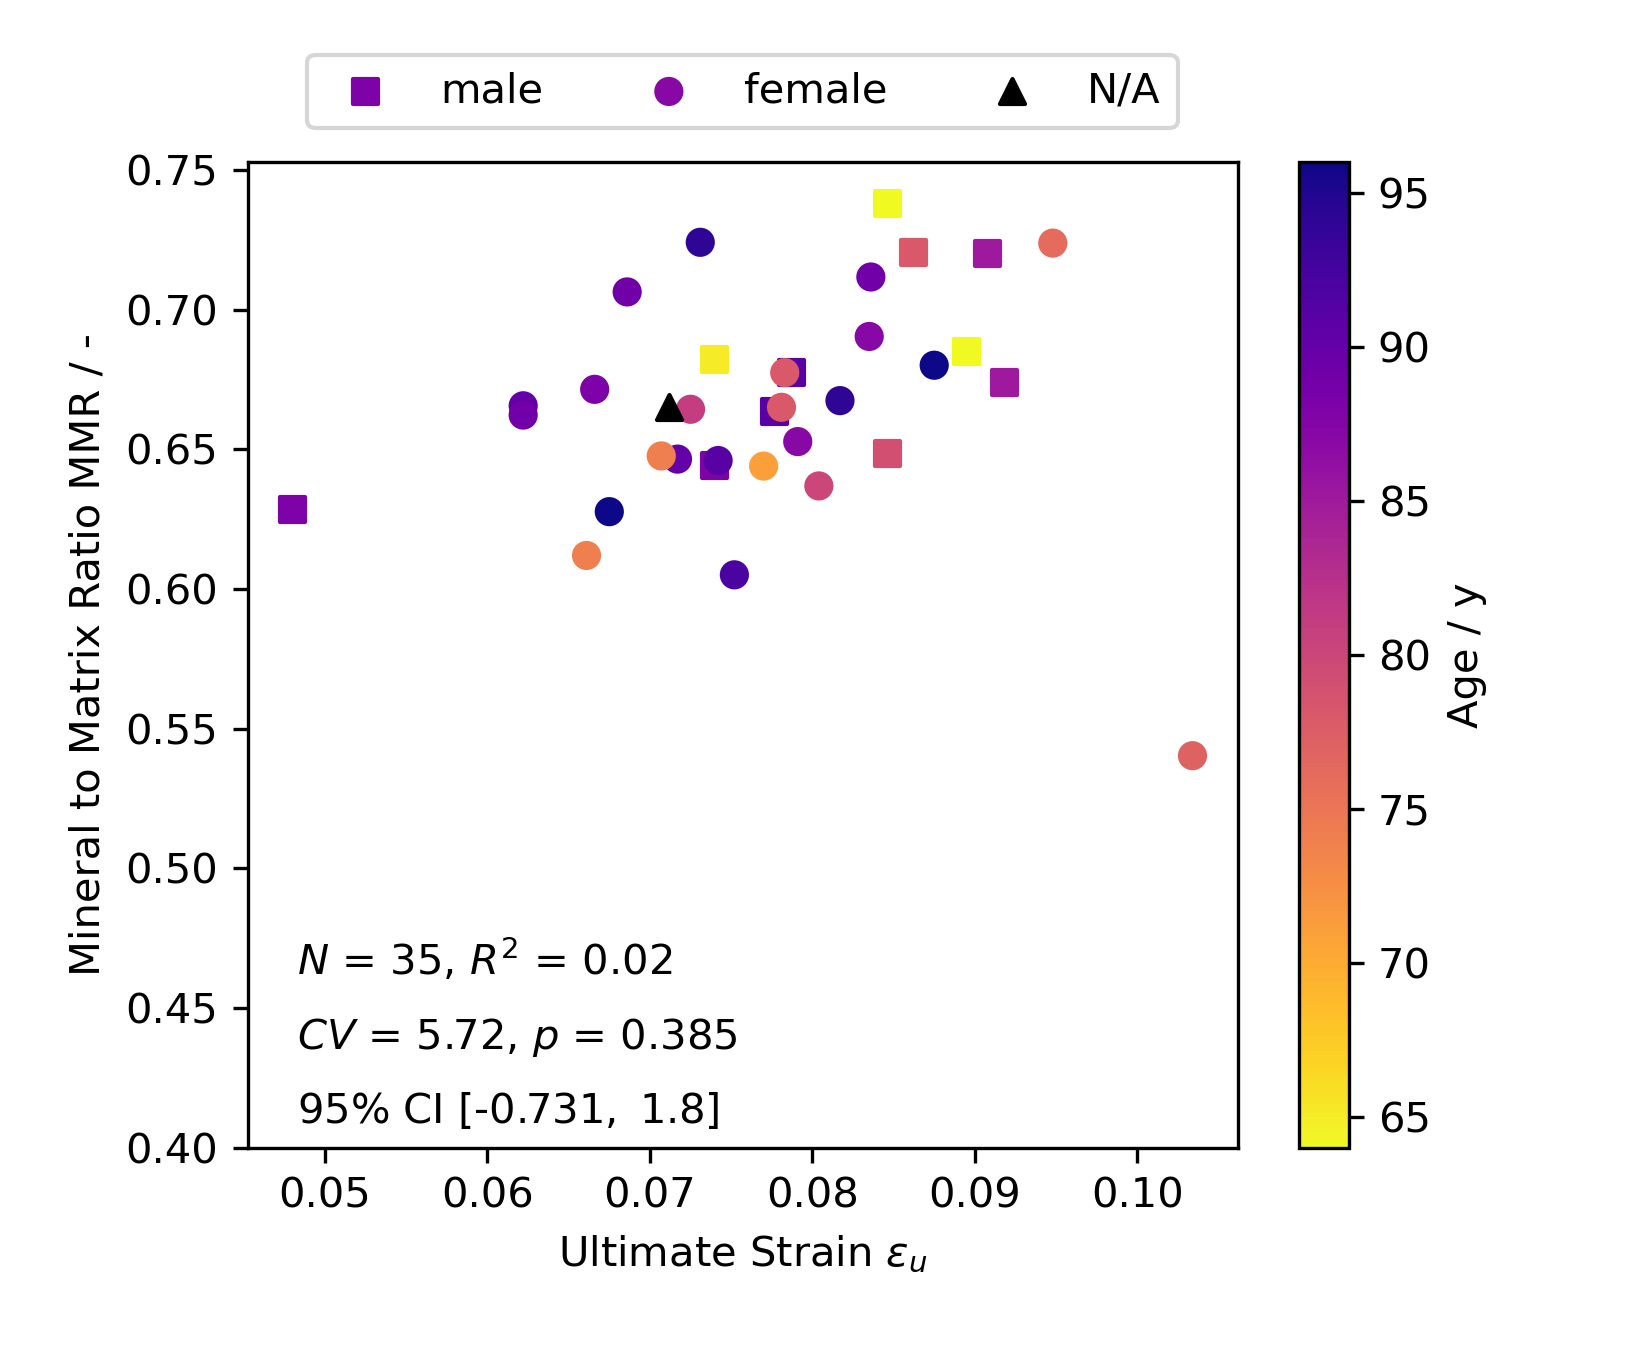 male female N/A
0.75
0.70
0.65
0.60
0.55
0.50
0.45
0.40
Mineral to Matrix Ratio MMR / -
N = 35, R² = 0.02
CV = 5.72, p = 0.385
95% CI [-0.731, 1.8]
0.05 0.06 0.07 0.08 0.09 0.10
Ultimate Strain εᵤ
95
90
85
80
75
70
65
Age / y